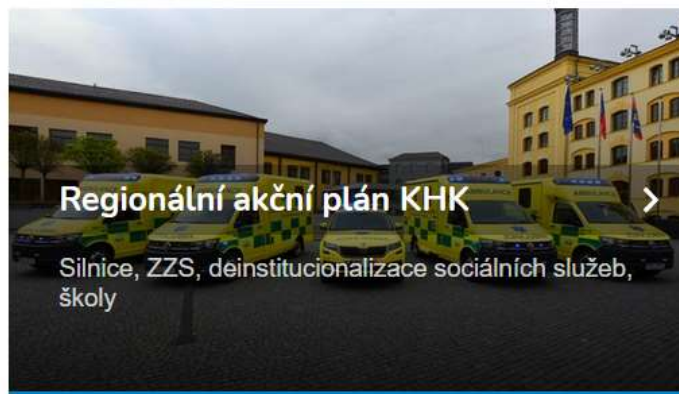 Regionální akční plán KHK
Silnice, ZZS, deinstitucionalizace sociálních služeb,
školy